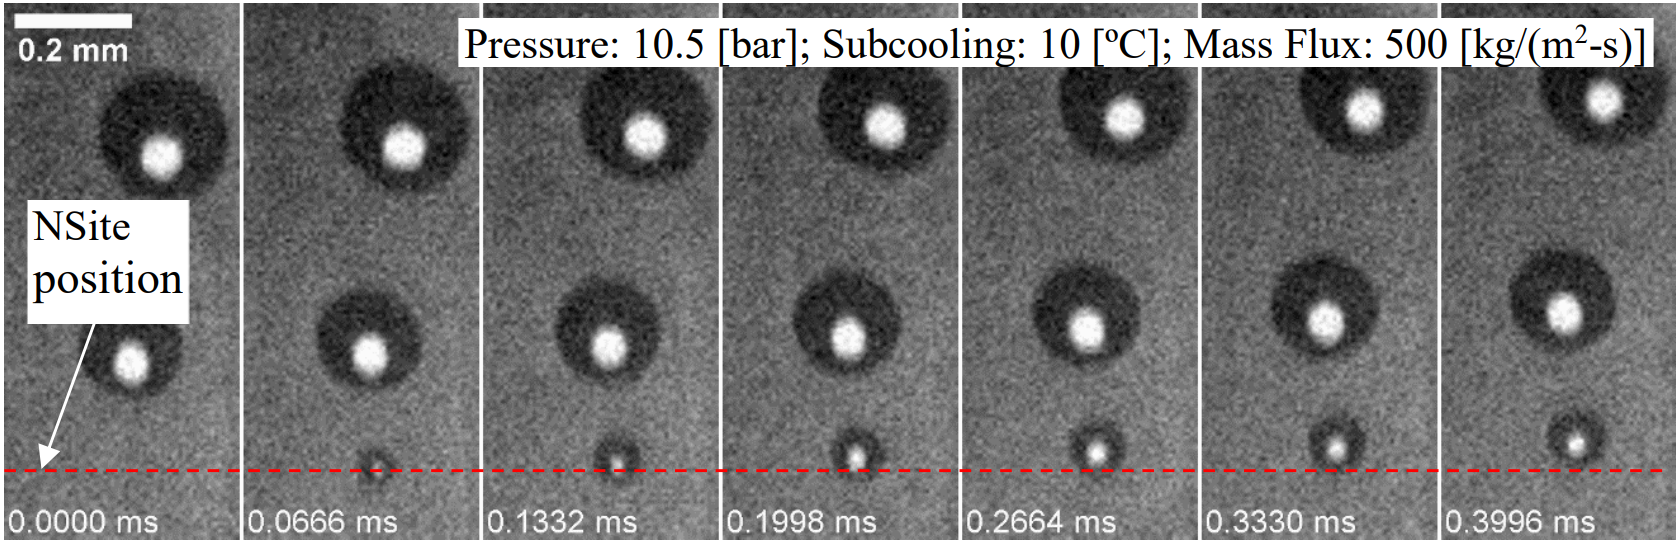 Pressure: 10.5 [bar]; Subcooling: 10 [ºC]; Mass Flux: 500 [kg/(m²-s)]
0.2 mm
NSite
position
0.0000 ms
0.0666 ms
0.1332 ms
0.1998 ms
0.2664 ms
0.3330 ms
0.3996 ms